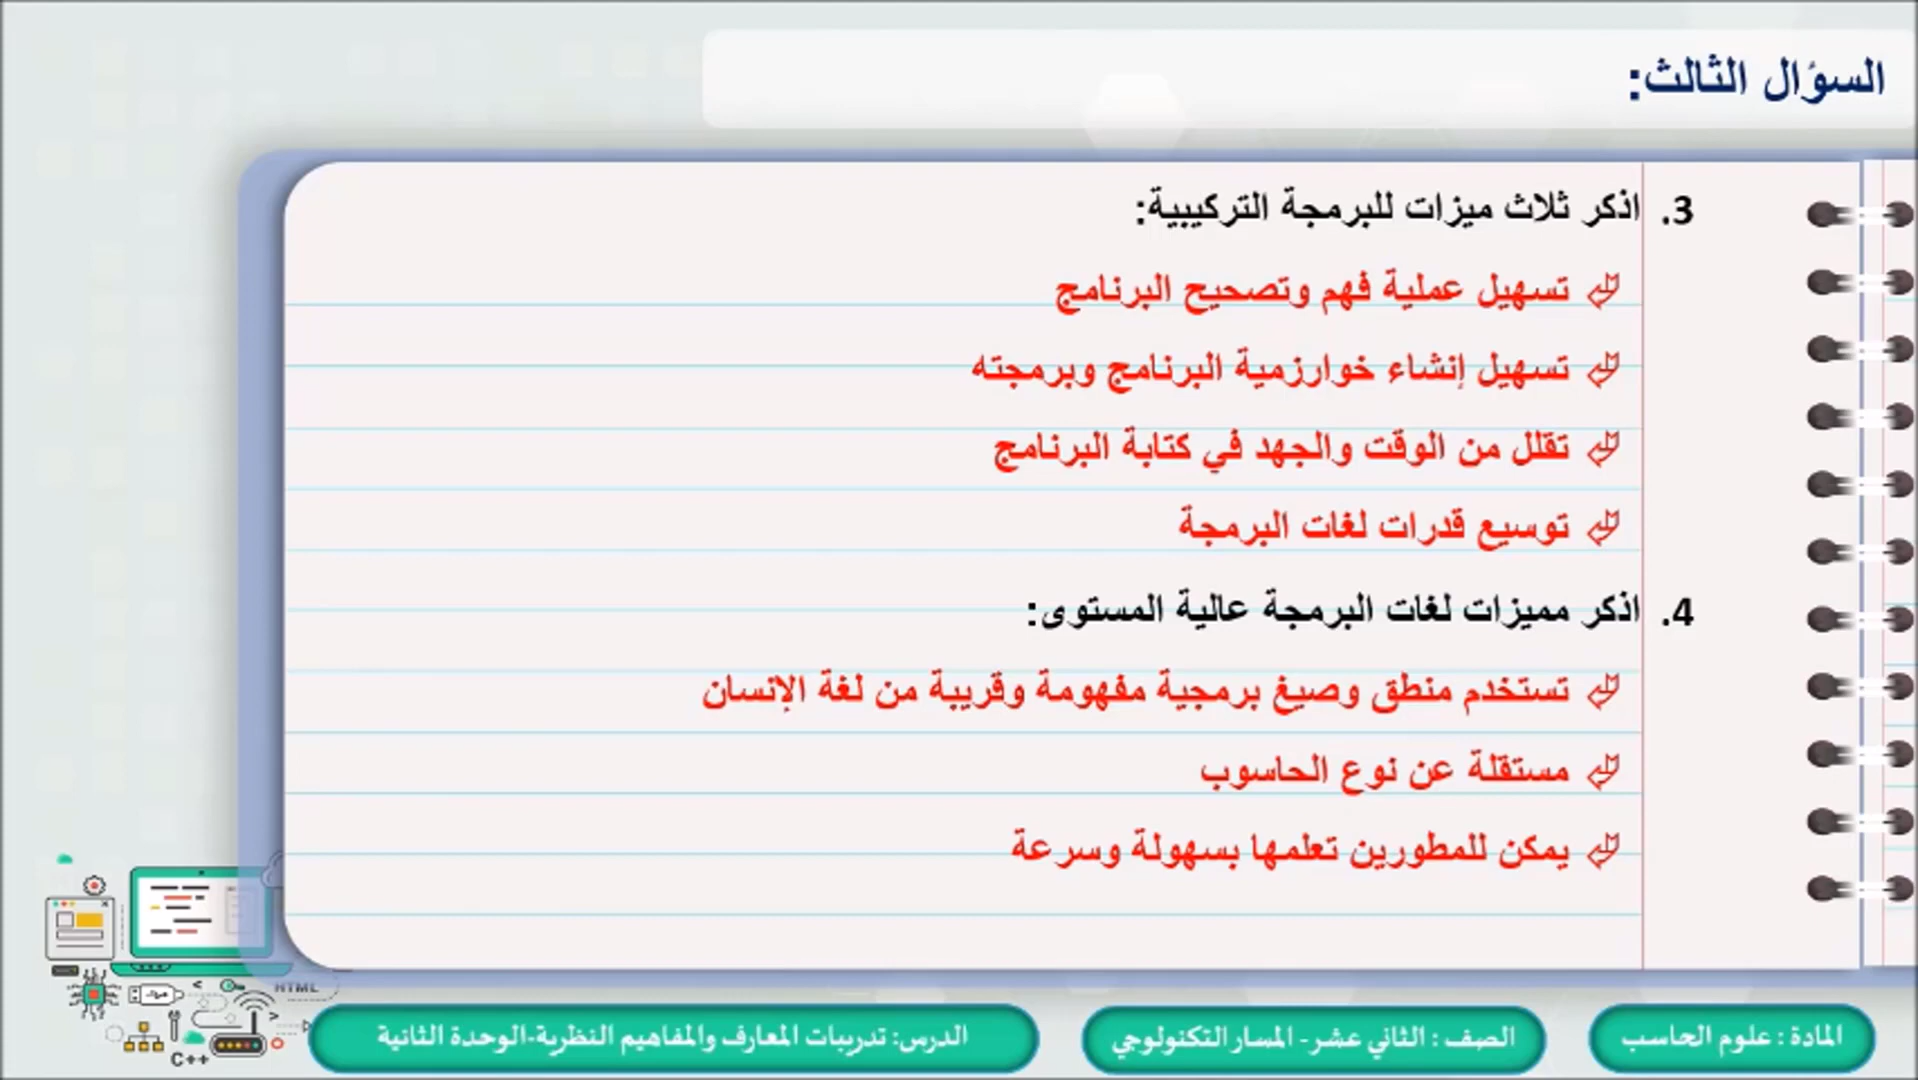 السؤال الثالث:
3. اذكر ثلاث ميزات للبرمجة التركيبية:
تسهيل عملية فهم وتصحيح البرنامج
تسهيل إنشاء خوارزمية البرنامج وبرمجته
تقلل من الوقت والجهد في كتابة البرنامج
توسيع قدرات لغات البرمجة
4. اذكر مميزات لغات البرمجة عالية المستوى:
تستخدم منطق وصيغ برمجية مفهومة وقريبة من لغة الإنسان
مستقلة عن نوع الحاسوب
يمكن للمطورين تعلمها بسهولة وسرعة
HTML
C++
المادة : علوم الحاسب
الصف : الثاني عشر- المسار التكنولوجي
الدرس: تدريبات المعارف والمفاهيم النظرية-الوحدة الثانية